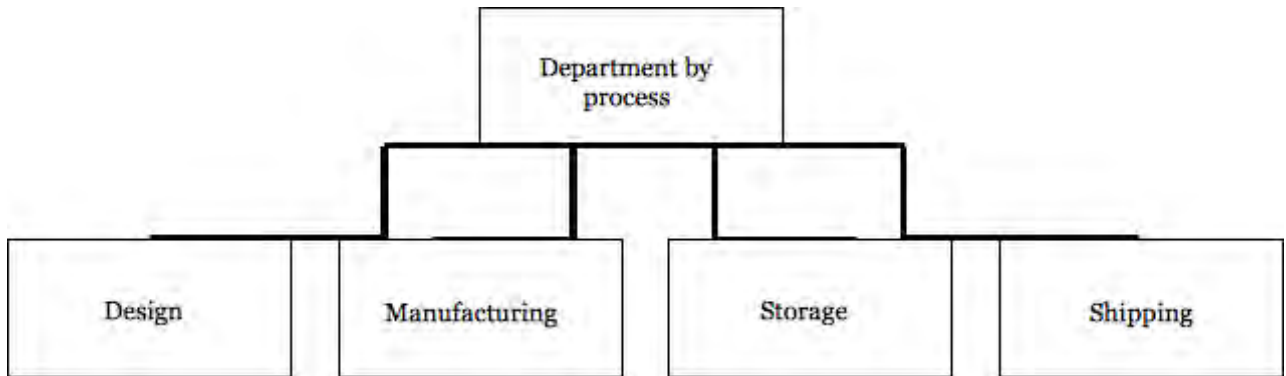 Department by
process
Design
Manufacturing
Storage
Shipping